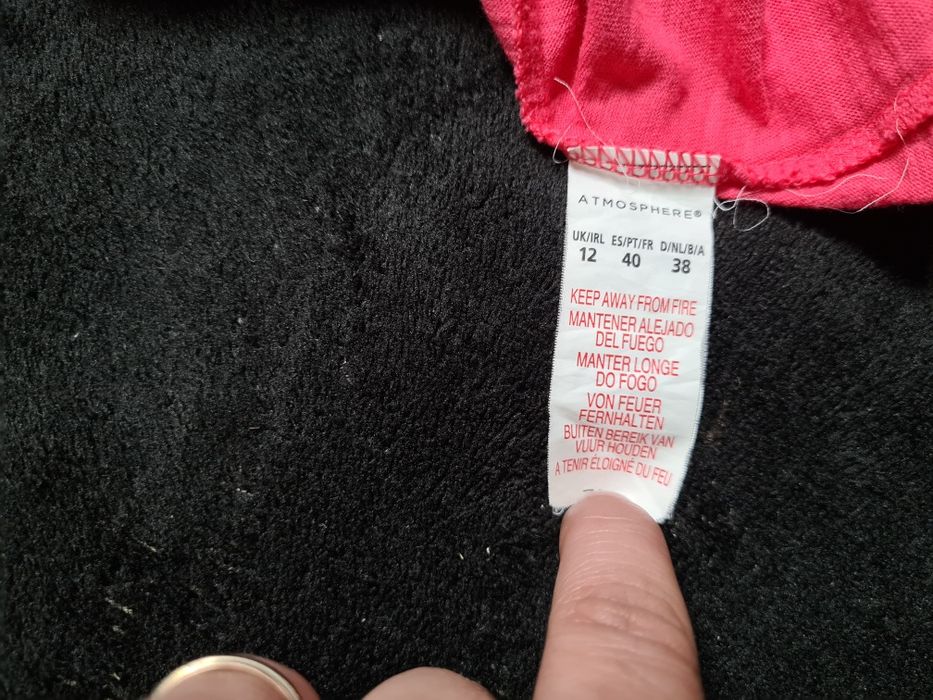 ATMOSPHERE®
UK/IRL ES/PT/FR D/NL/B/A
12 40 38
KEEP AWAY FROM FIRE
MANTENER ALEJADO
DEL FUEGO
MANTER LONGE
DO FOGO
VON FEUER
FERNHALTEN
BUITEN BEREIK VAN
VUUR HOUDEN
A TENIR ÉLOIGNÉ DU FEU